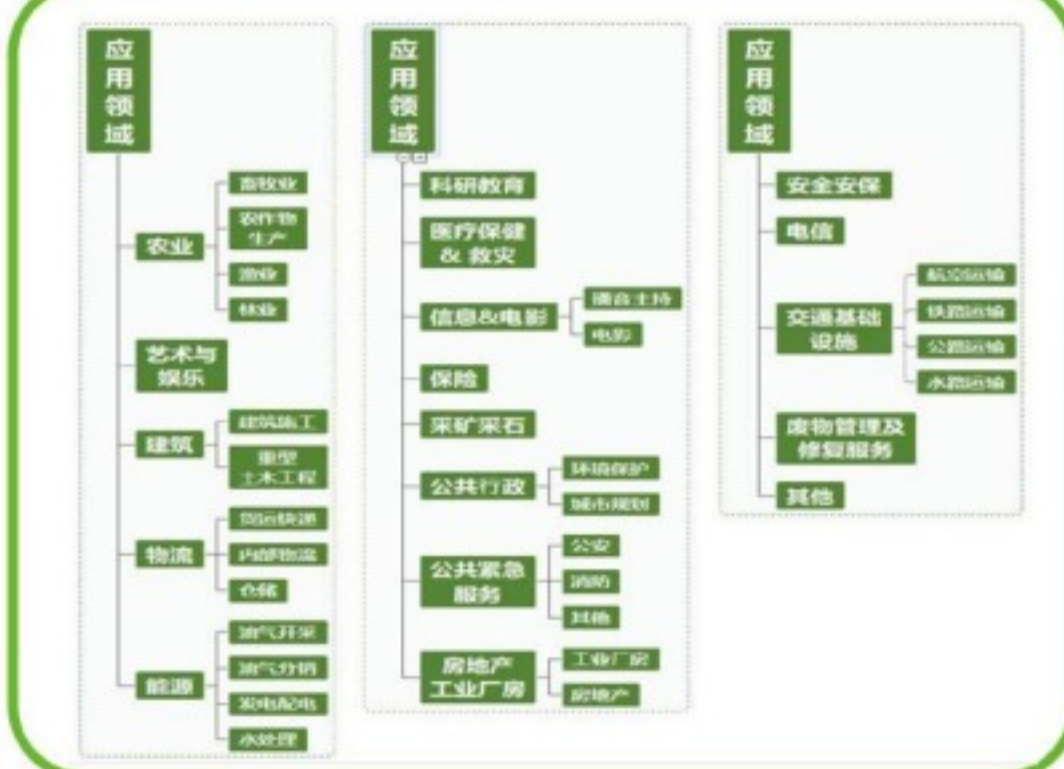 应
用
领
域
农业
畜牧业
农作物
生产
渔业
林业
艺术与
娱乐
建筑
建筑施工
重型
土木工程
物流
货运快递
内部物流
仓储
能源
油气开采
油气分销
发电配电
水处理
应
用
领
域
科研教育
医疗保健
& 救灾
信息&电影
播音主持
电影
保险
采矿采石
公共行政
环境保护
城市规划
公共紧急
服务
公安
消防
其他
房地产
工业厂房
工业厂房
房地产
应
用
领
域
安全安保
电信
交通基础
设施
航空运输
铁路运输
公路运输
水路运输
废物管理及
修复服务
其他